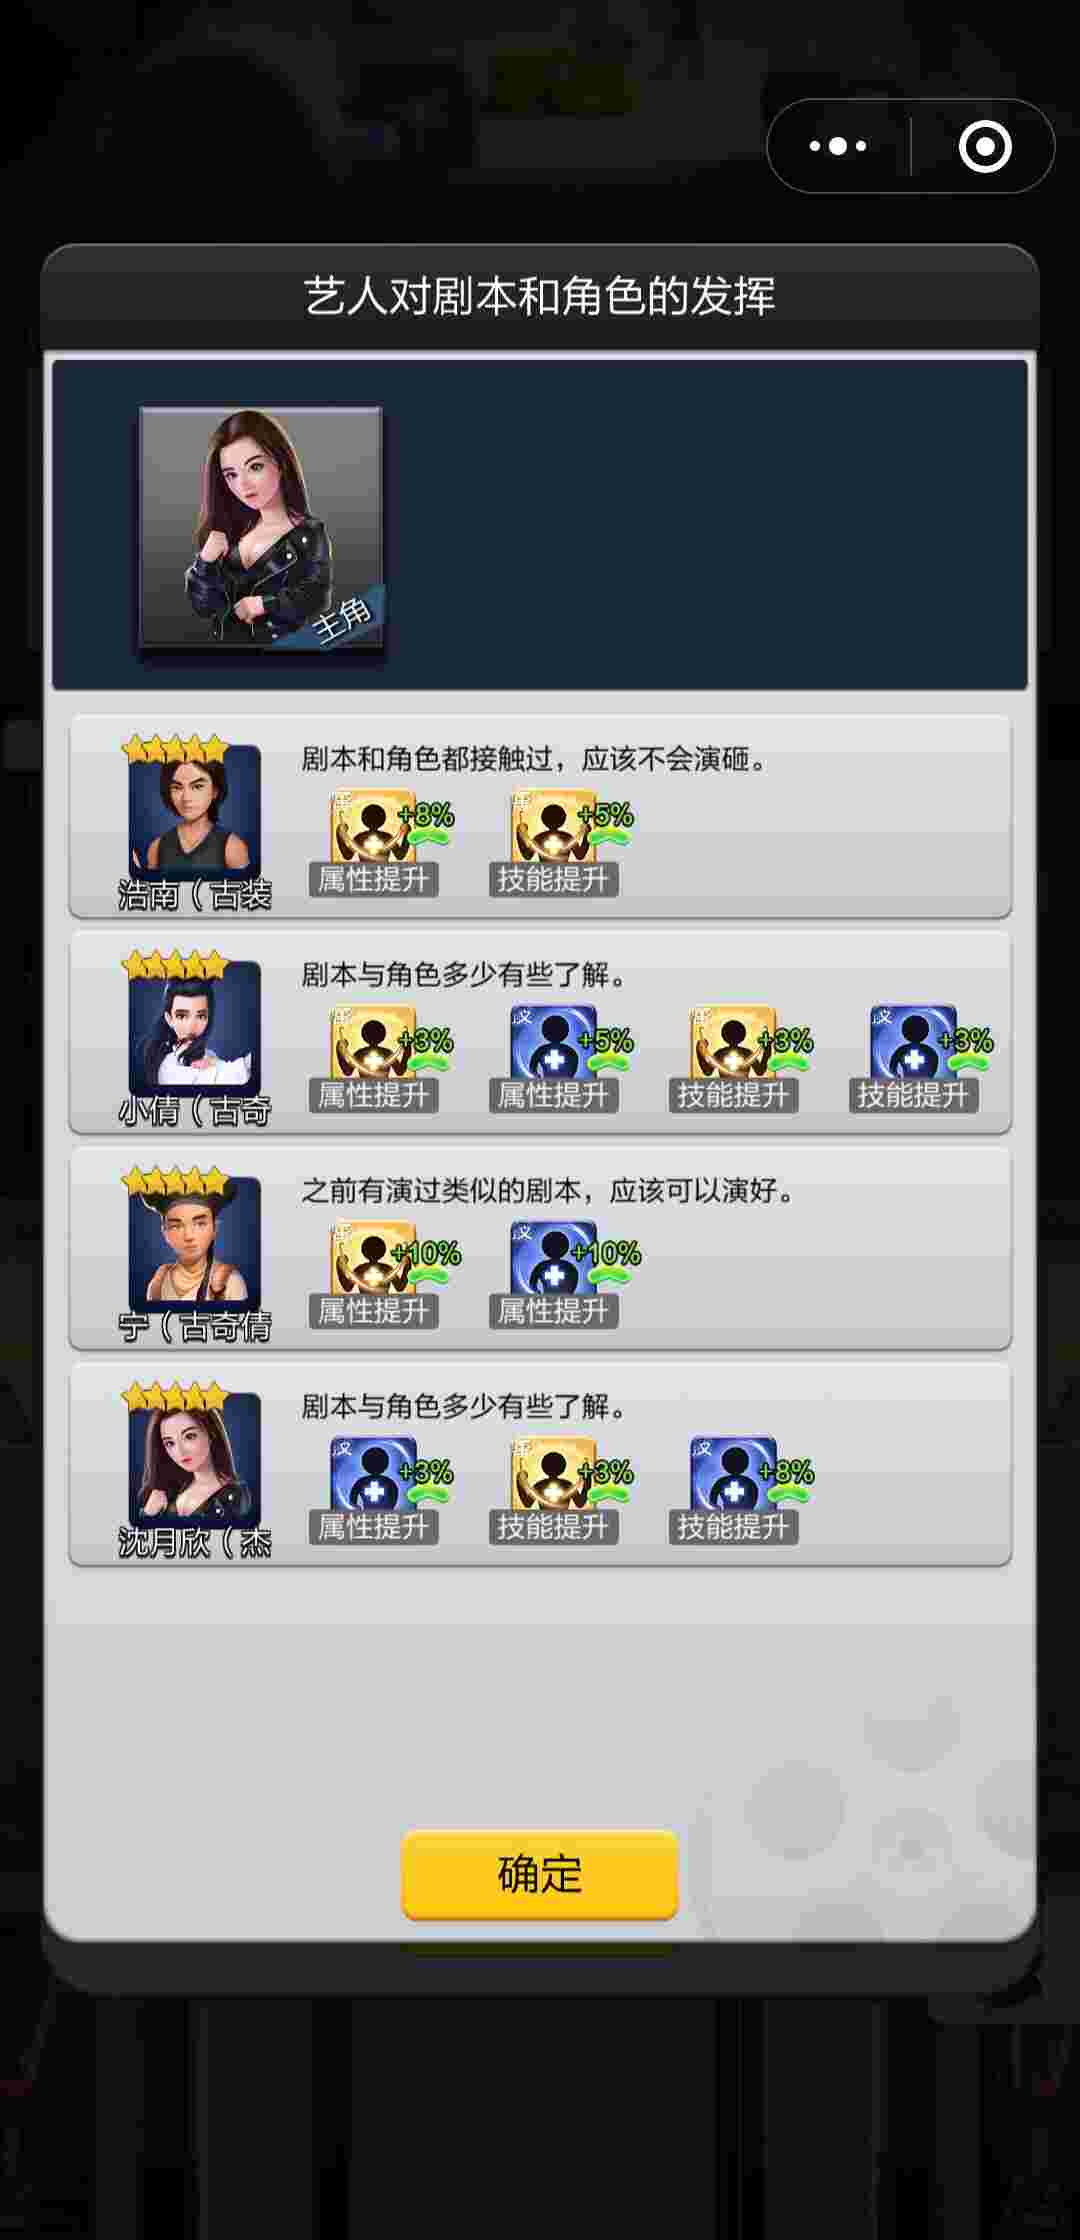 艺人对剧本和角色的发挥
主角
剧本和角色都接触过，应该不会演砸。
+8%
+5%
属性提升
技能提升
浩南（古装
剧本与角色多少有些了解。
汉
汉
+3%
+5%
+3%
+3%
属性提升
属性提升
技能提升
技能提升
小倩（古奇
之前有演过类似的剧本，应该可以演好。
汉
+10%
+10%
属性提升
属性提升
宁（古奇倩
剧本与角色多少有些了解。
汉
汉
+3%
+3%
+8%
属性提升
技能提升
技能提升
沈月欣（杰
确定